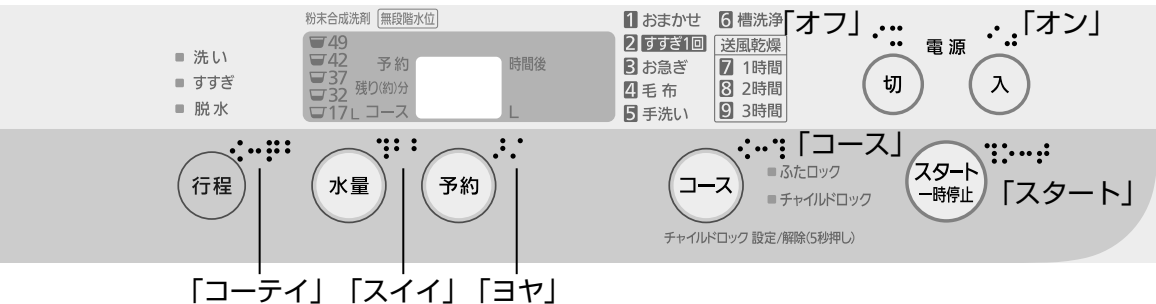 粉末合成洗剤 無段階水位
49
42
37
32
17L
予約
時間後
残り(約)分
コース
L
洗い
すすぎ
脱水
1 おまかせ
2 すすぎ1回
3 お急ぎ
4 毛布
5 手洗い
6 槽洗浄
送風乾燥
7 1時間
8 2時間
9 3時間
「オフ」
電源
「オン」
切
入
⠪⠒⠟⠃
⠹⠃⠃
⠜⠌
「コース」
⠪⠒⠹
⠹⠕⠒⠞
行程
水量
予約
コース
ふたロック
チャイルドロック
スタート
一時停止
「スタート」
チャイルドロック 設定/解除(5秒押し)
「コーテイ」
「スイイ」
「ヨヤ」